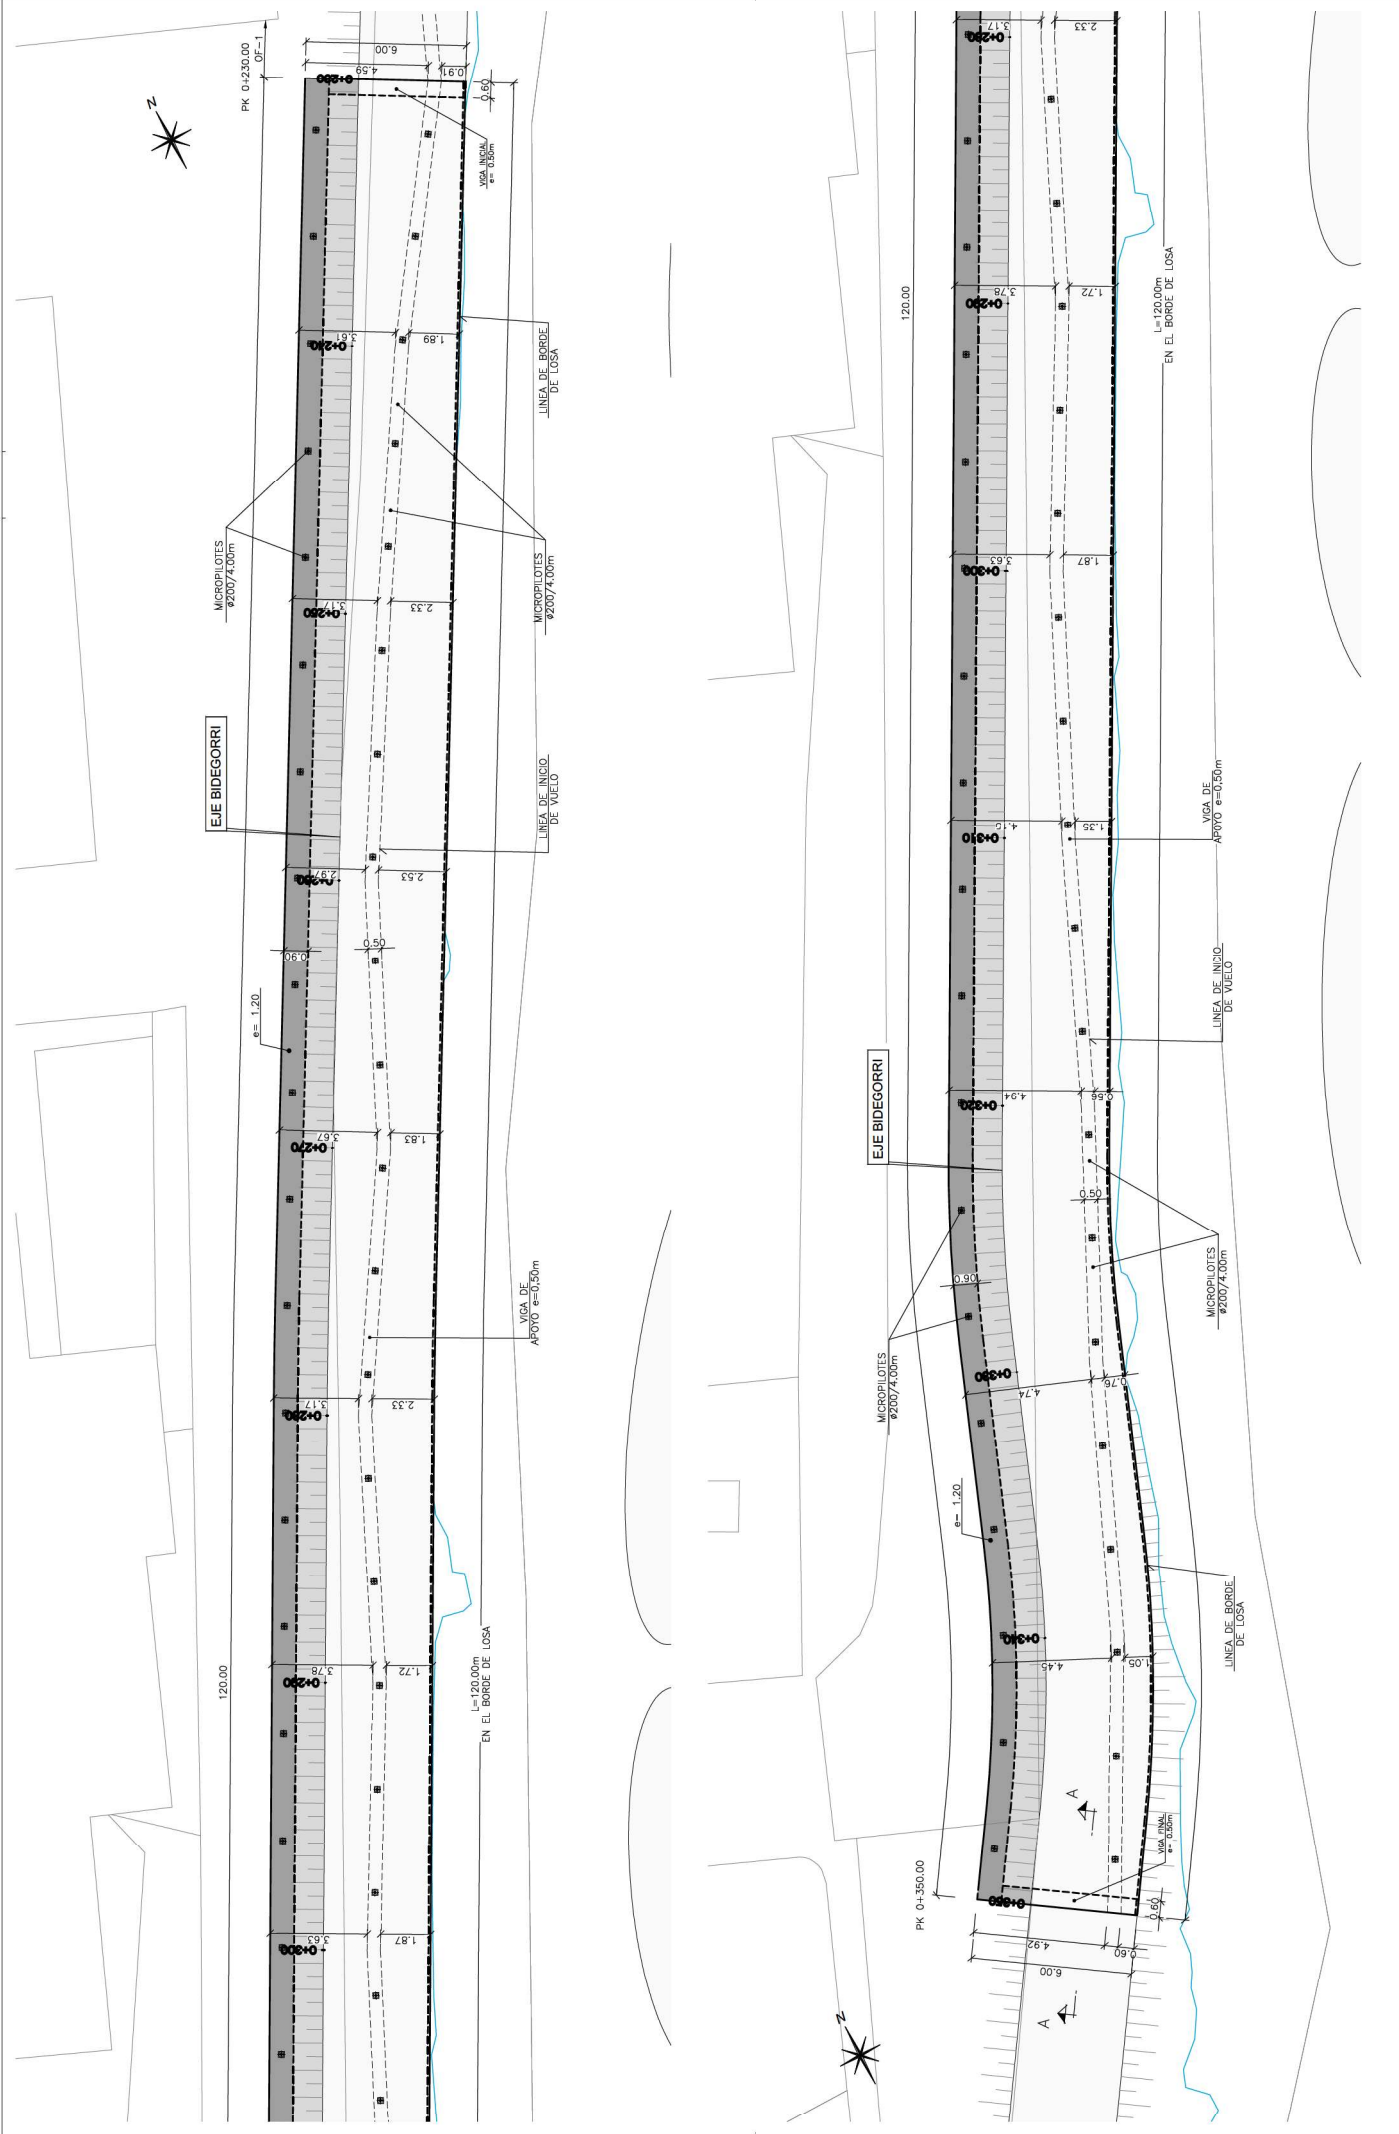 PK 0+230.00
OF-1
N
6.00
4.59
0.91
0+230
0.60
VIGA INICIAL
e= 0.50m
3.61
1.89
0+240
LINEA DE BORDE
DE LOSA
MICROPILOTES
ø200/4.00m
MICROPILOTES
ø200/4.00m
3.17
2.33
0+250
EJE BIDEGORRI
LINEA DE INICIO
DE VUELO
2.97
2.53
0+260
0.90
0.50
e= 1.20
3.67
1.83
0+270
VIGA DE
APOYO e=0,50m
3.17
2.33
0+280
120.00
L=120.00m
EN EL BORDE DE LOSA
3.78
1.72
0+290
3.63
1.87
0+300
3.17
2.33
0+280
120.00
L=120.00m
EN EL BORDE DE LOSA
3.78
1.72
0+290
3.63
1.87
0+300
VIGA DE
APOYO e=0,50m
4.15
1.35
0+310
LINEA DE INICIO
DE VUELO
EJE BIDEGORRI
4.94
0.56
0+320
0.50
0.90
MICROPILOTES
ø200/4.00m
MICROPILOTES
ø200/4.00m
0+330
4.74
0.76
e= 1.20
LINEA DE BORDE
DE LOSA
0+340
4.45
1.05
A
VIGA FINAL
e= 0.50m
PK 0+350.00
0+350
0.60
4.92
0.60
6.00
A
N